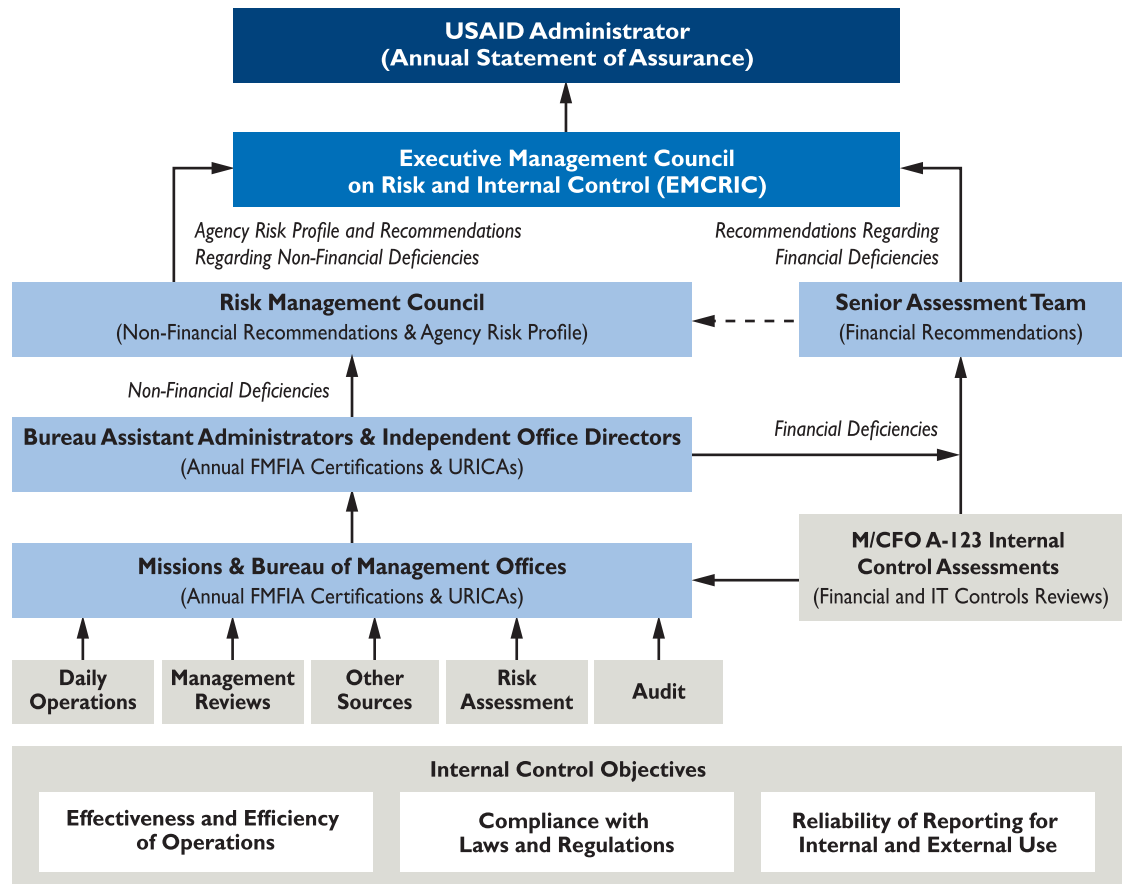 USAID Administrator
(Annual Statement of Assurance)
Executive Management Council
on Risk and Internal Control (EMCRIC)
Agency Risk Profile and Recommendations
Regarding Non-Financial Deficiencies
Recommendations Regarding
Financial Deficiencies
Risk Management Council
(Non-Financial Recommendations & Agency Risk Profile)
Senior Assessment Team
(Financial Recommendations)
Non-Financial Deficiencies
Bureau Assistant Administrators & Independent Office Directors
(Annual FMFIA Certifications & URICAs)
Financial Deficiencies
Missions & Bureau of Management Offices
(Annual FMFIA Certifications & URICAs)
M/CFO A-123 Internal
Control Assessments
(Financial and IT Controls Reviews)
Daily
Operations
Management
Reviews
Other
Sources
Risk
Assessment
Audit
Internal Control Objectives
Effectiveness and Efficiency
of Operations
Compliance with
Laws and Regulations
Reliability of Reporting for
Internal and External Use